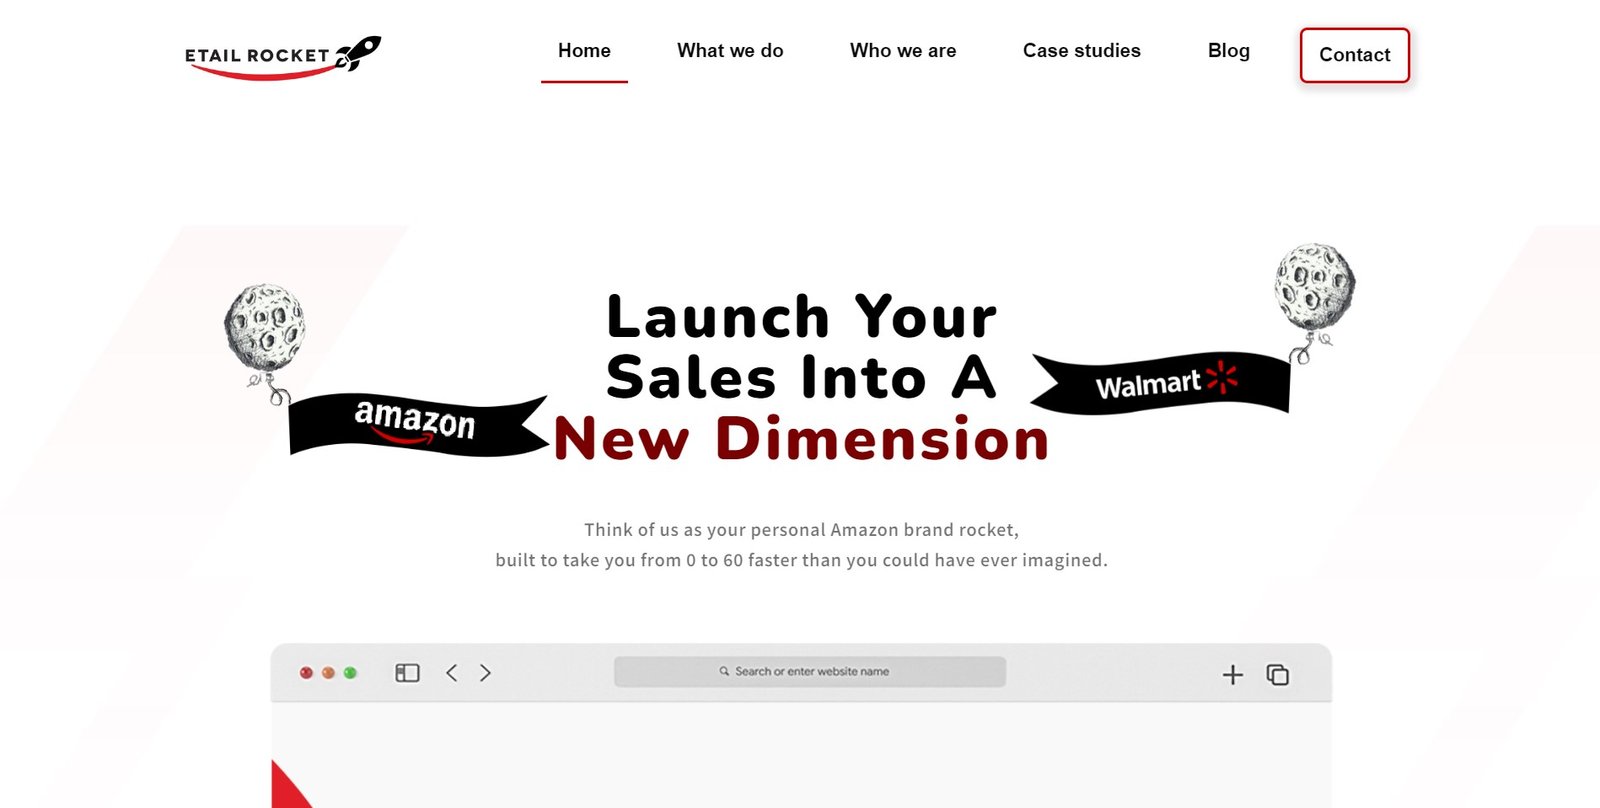 ETAIL ROCKET
Home
What we do
Who we are
Case studies
Blog
Contact
Launch Your
Sales Into A
New Dimension
amazon
Walmart
Think of us as your personal Amazon brand rocket,
built to take you from 0 to 60 faster than you could have ever imagined.
Search or enter website name